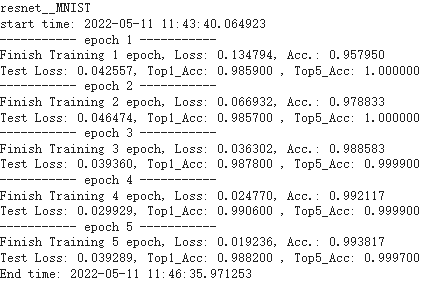 resnet__MNIST
start time: 2022-05-11 11:43:40.064923
----------- epoch 1 -----------
Finish Training 1 epoch, Loss: 0.134794, Acc.: 0.957950
Test Loss: 0.042557, Top1_Acc: 0.985900 , Top5_Acc: 1.000000
----------- epoch 2 -----------
Finish Training 2 epoch, Loss: 0.066932, Acc.: 0.978833
Test Loss: 0.046474, Top1_Acc: 0.985700 , Top5_Acc: 1.000000
----------- epoch 3 -----------
Finish Training 3 epoch, Loss: 0.036302, Acc.: 0.988583
Test Loss: 0.039360, Top1_Acc: 0.987800 , Top5_Acc: 0.999900
----------- epoch 4 -----------
Finish Training 4 epoch, Loss: 0.024770, Acc.: 0.992117
Test Loss: 0.029929, Top1_Acc: 0.990600 , Top5_Acc: 0.999900
----------- epoch 5 -----------
Finish Training 5 epoch, Loss: 0.019236, Acc.: 0.993817
Test Loss: 0.039289, Top1_Acc: 0.988200 , Top5_Acc: 0.999700
End time: 2022-05-11 11:46:35.971253